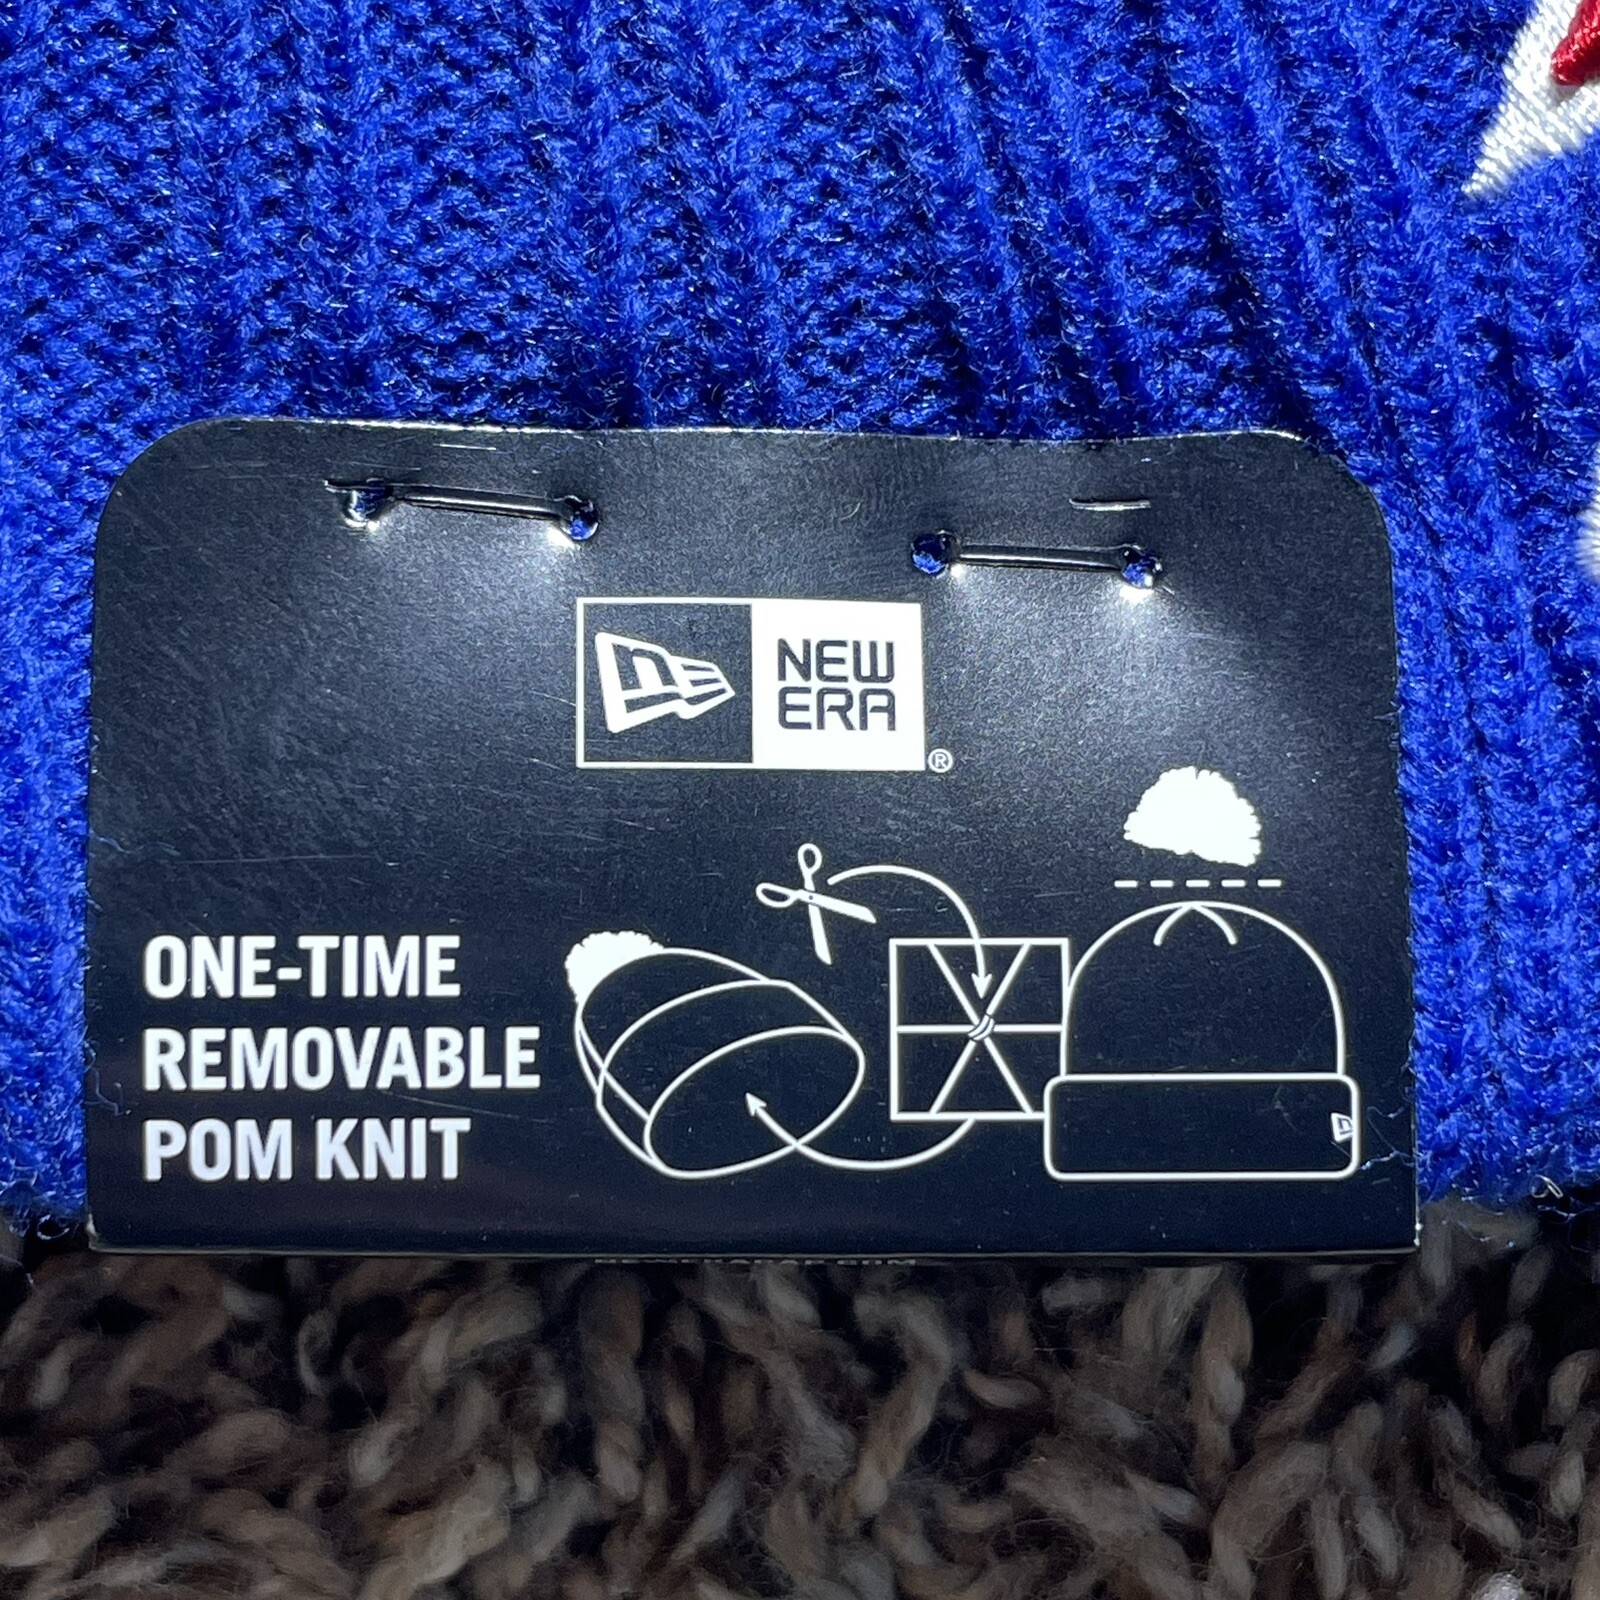 NEW
ERA
®
ONE-TIME
REMOVABLE
POM KNIT